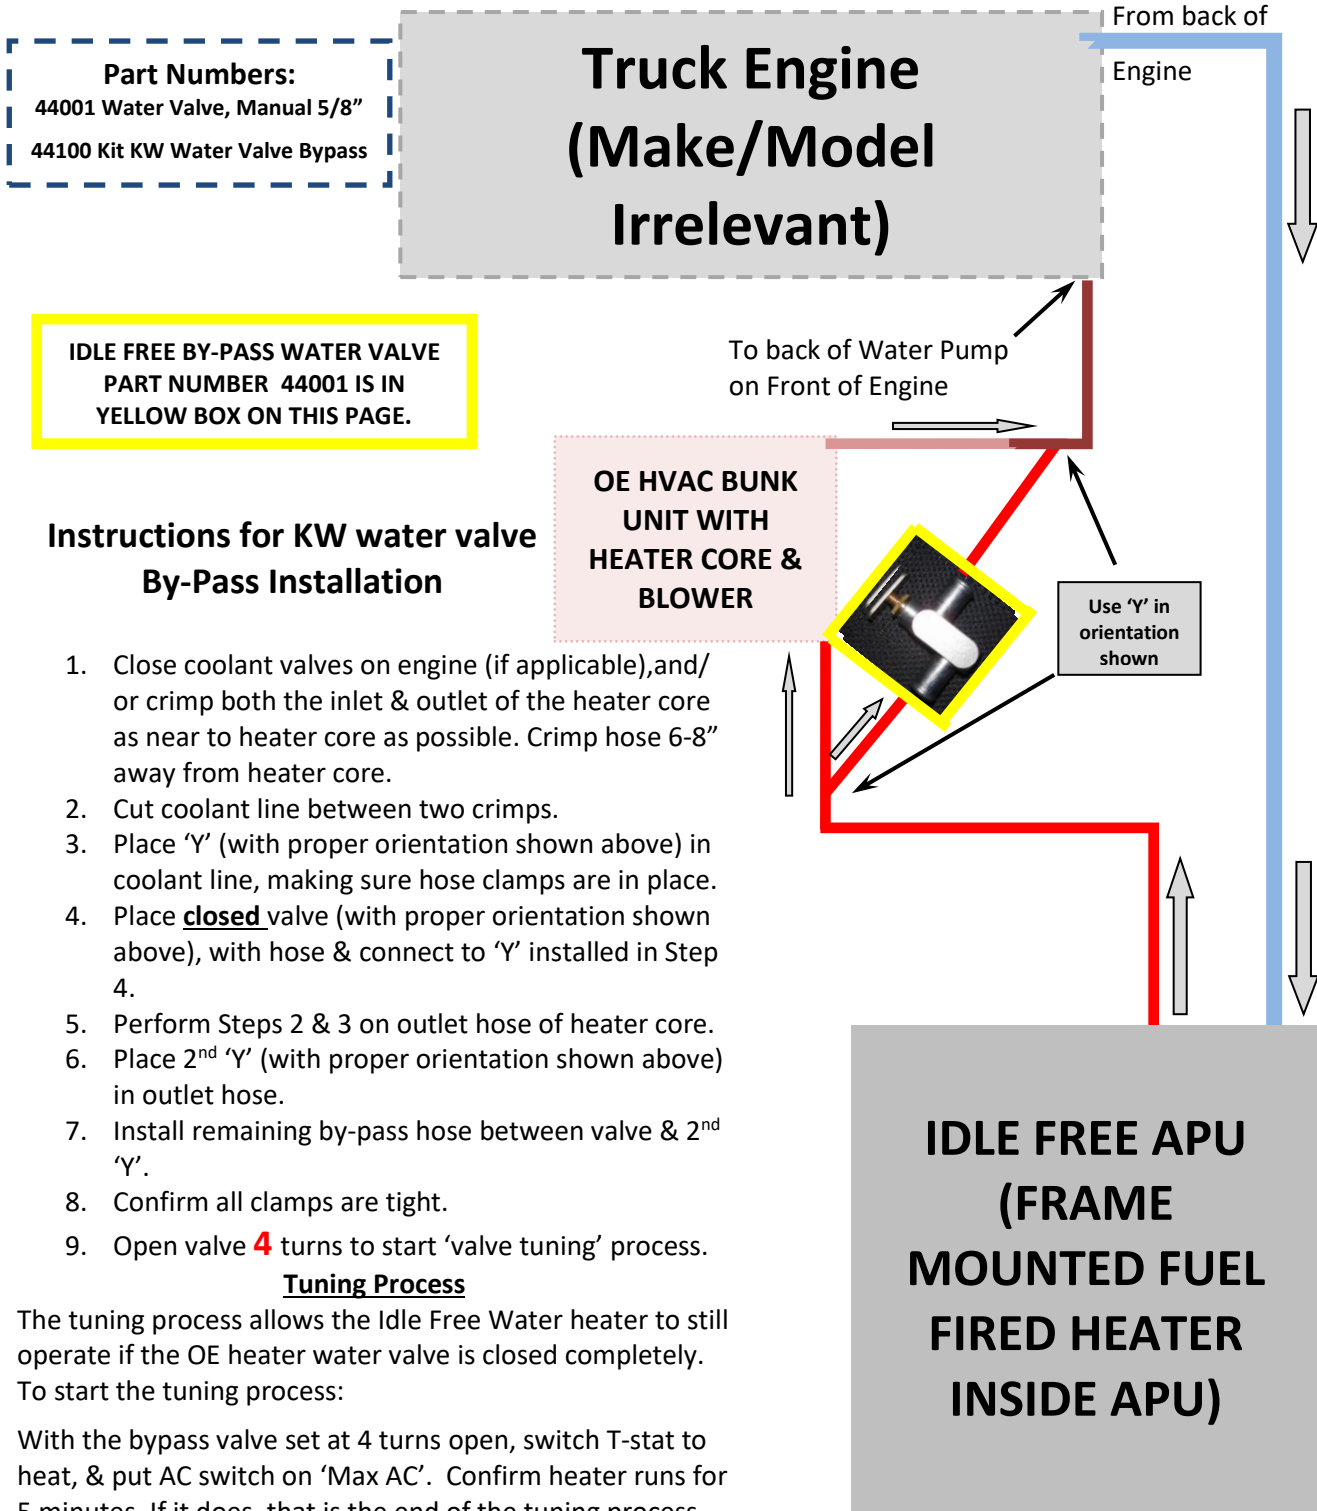 From back of
Engine
Part Numbers:
44001 Water Valve, Manual 5/8”
44100 Kit KW Water Valve Bypass
Truck Engine
(Make/Model
Irrelevant)
IDLE FREE BY-PASS WATER VALVE
PART NUMBER 44001 IS IN
YELLOW BOX ON THIS PAGE.
To back of Water Pump
on Front of Engine
OE HVAC BUNK
UNIT WITH
HEATER CORE &
BLOWER
Use ‘Y’ in
orientation
shown
Instructions for KW water valve
By-Pass Installation
1. Close coolant valves on engine (if applicable),and/
or crimp both the inlet & outlet of the heater core
as near to heater core as possible. Crimp hose 6-8”
away from heater core.
2. Cut coolant line between two crimps.
3. Place ‘Y’ (with proper orientation shown above) in
coolant line, making sure hose clamps are in place.
4. Place closed valve (with proper orientation shown
above), with hose & connect to ‘Y’ installed in Step
4.
5. Perform Steps 2 & 3 on outlet hose of heater core.
6. Place 2nd ‘Y’ (with proper orientation shown above)
in outlet hose.
7. Install remaining by-pass hose between valve & 2nd
‘Y’.
8. Confirm all clamps are tight.
9. Open valve 4 turns to start ‘valve tuning’ process.
Tuning Process
The tuning process allows the Idle Free Water heater to still
operate if the OE heater water valve is closed completely.
To start the tuning process:
With the bypass valve set at 4 turns open, switch T-stat to
heat, & put AC switch on ‘Max AC’. Confirm heater runs for
5 minutes. If it does, that is the end of the tuning process
IDLE FREE APU
(FRAME
MOUNTED FUEL
FIRED HEATER
INSIDE APU)